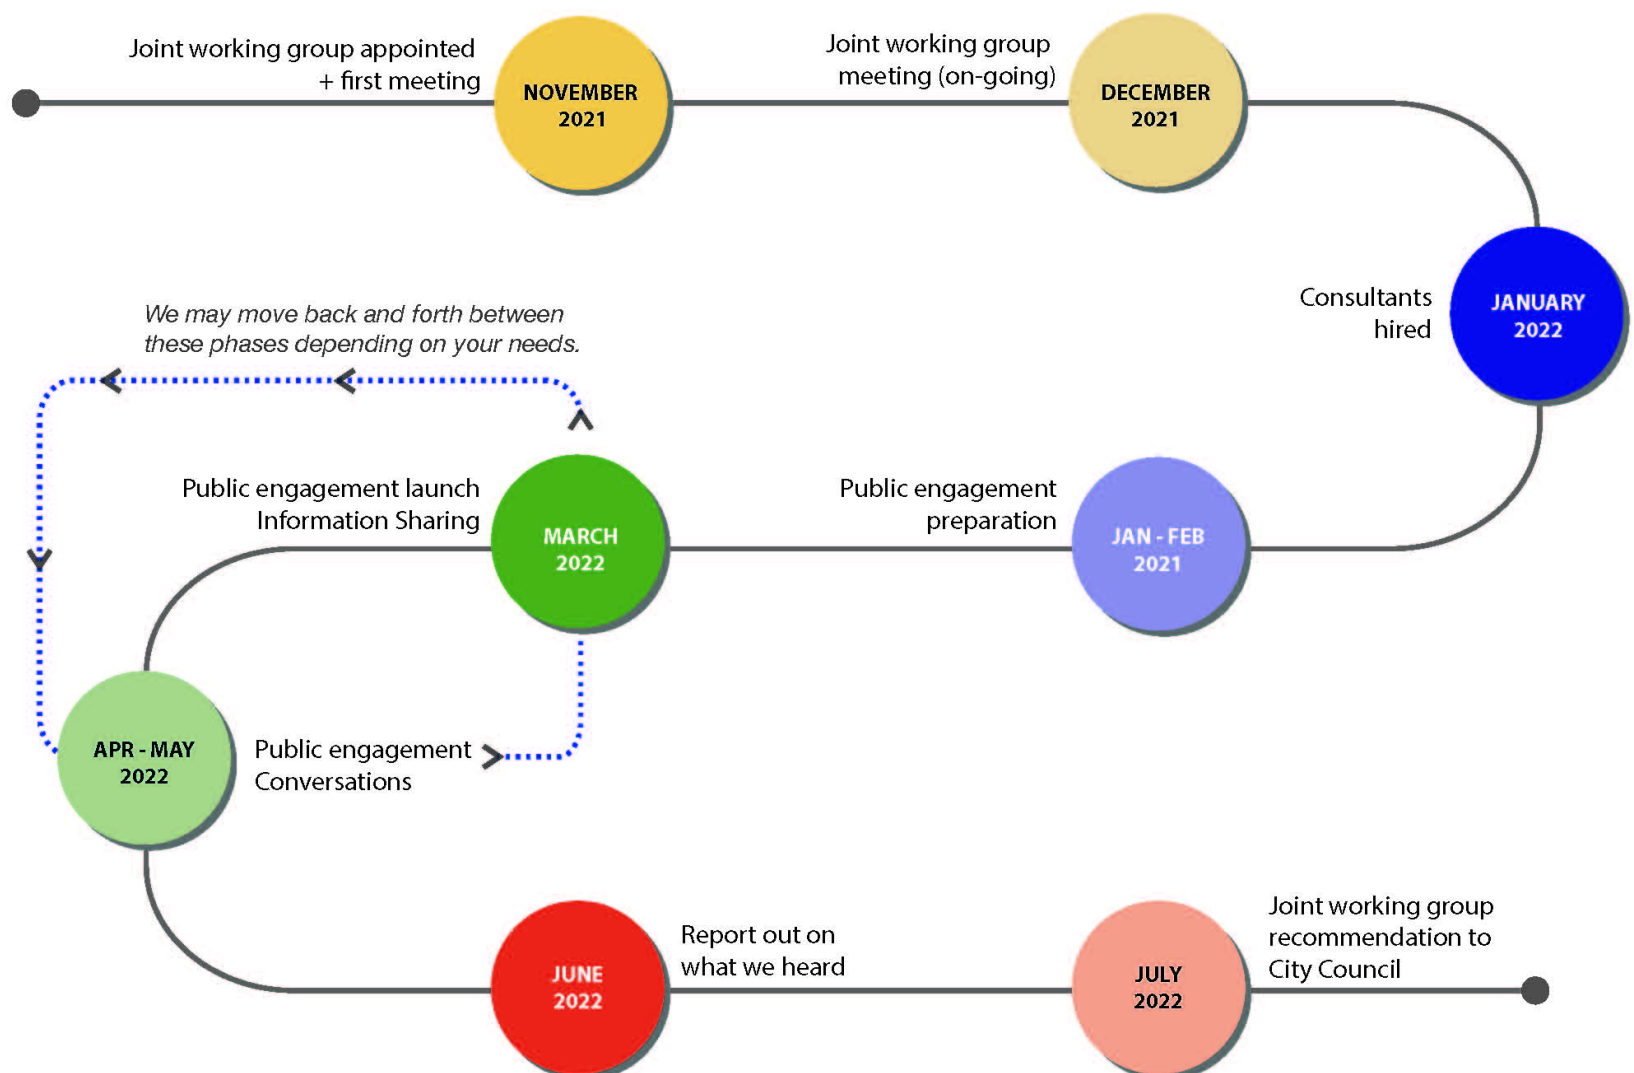 Joint working group appointed
+ first meeting
NOVEMBER
2021
Joint working group
meeting (on-going)
DECEMBER
2021
Consultants
hired
JANUARY
2022
We may move back and forth between
these phases depending on your needs.
Public engagement launch
Information Sharing
MARCH
2022
Public engagement
preparation
JAN - FEB
2021
APR - MAY
2022
Public engagement
Conversations
JUNE
2022
Report out on
what we heard
JULY
2022
Joint working group
recommendation to
City Council